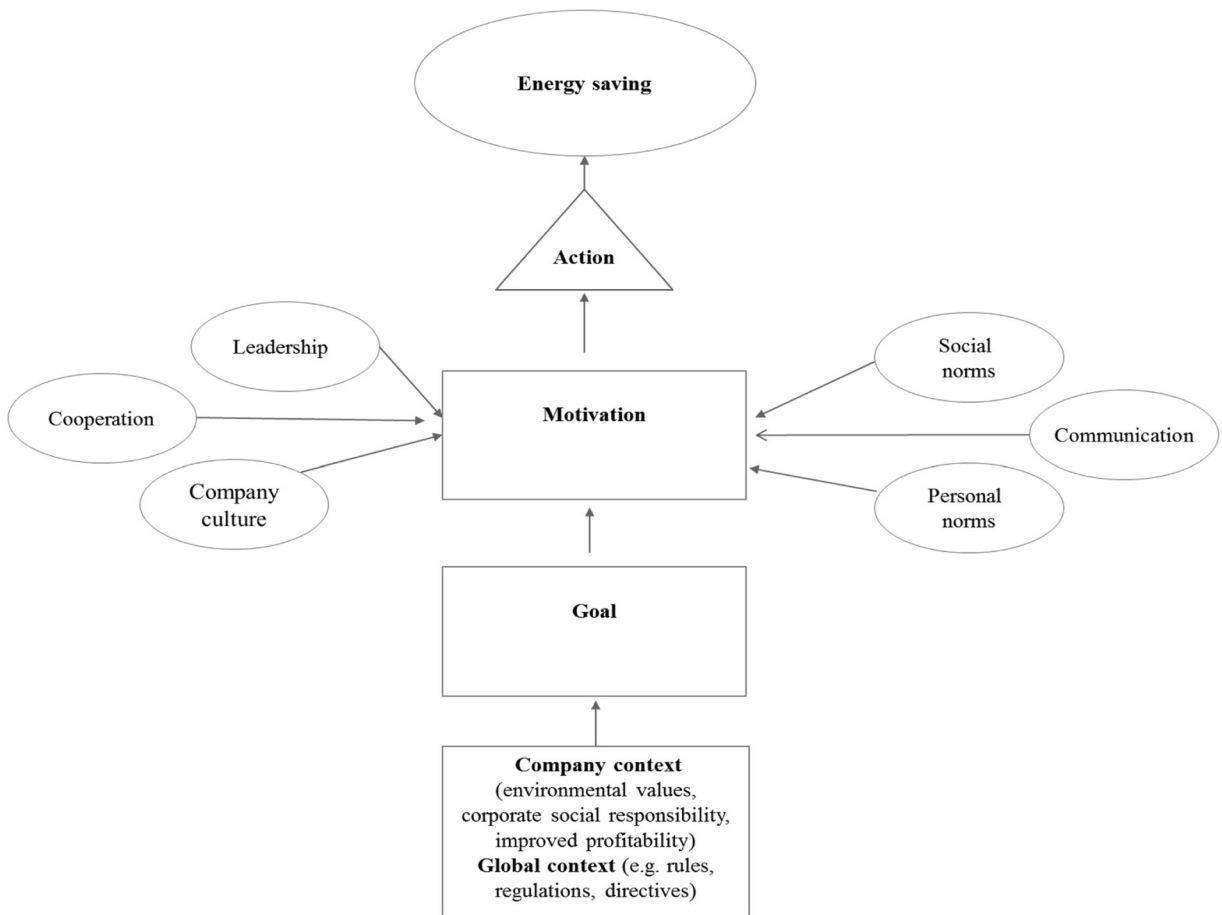 Energy saving
Action
Leadership
Cooperation
Company
culture
Motivation
Social
norms
Communication
Personal
norms
Goal
Company context
(environmental values,
corporate social responsibility,
improved profitability)
Global context (e.g. rules,
regulations, directives)